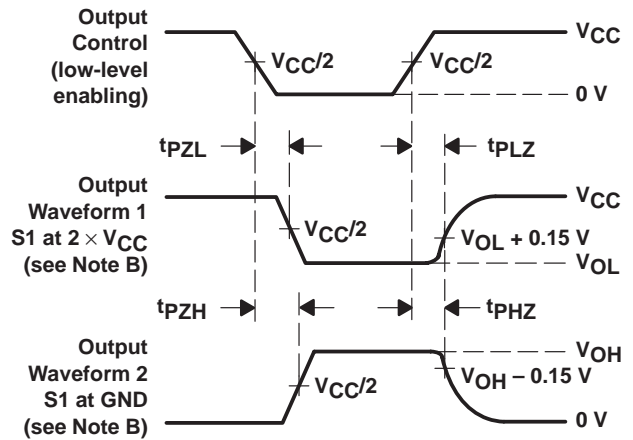 Output
Control
(low-level
enabling)
VCC
VCC/2
VCC/2
0 V
tPZL
tPLZ
Output
Waveform 1
S1 at 2 × VCC
(see Note B)
VCC
VCC/2
VOL + 0.15 V
VOL
tPZH
tPHZ
Output
Waveform 2
S1 at GND
(see Note B)
VOH
VCC/2
VOH – 0.15 V
0 V